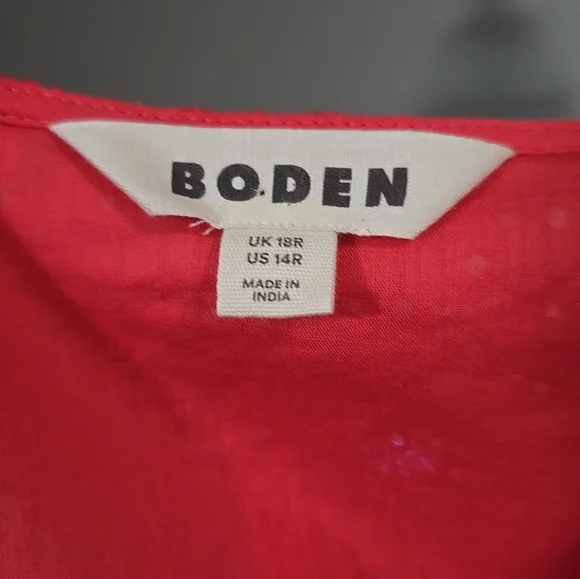 BODEN
UK 18R
US 14R
MADE IN
INDIA